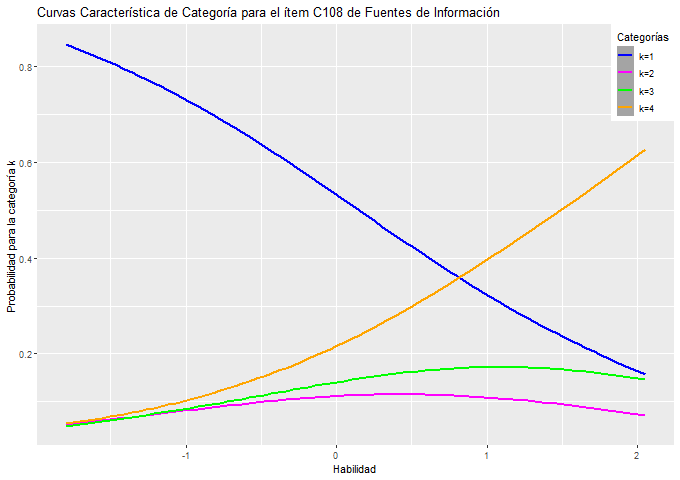 Curvas Característica de Categoría para el ítem C108 de Fuentes de Información
Categorías
k=1
k=2
k=3
k=4
Probabilidad para la categoría k
0.8
0.6
0.4
0.2
-1
0
1
2
Habilidad